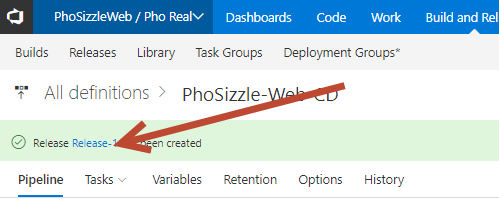 PhoSizzleWeb / Pho Real Dashboards Code Work Build and Rel
Builds Releases Library Task Groups Deployment Groups*
All definitions > PhoSizzle-Web-CD
Release Release-1 been created
Pipeline Tasks Variables Retention Options History